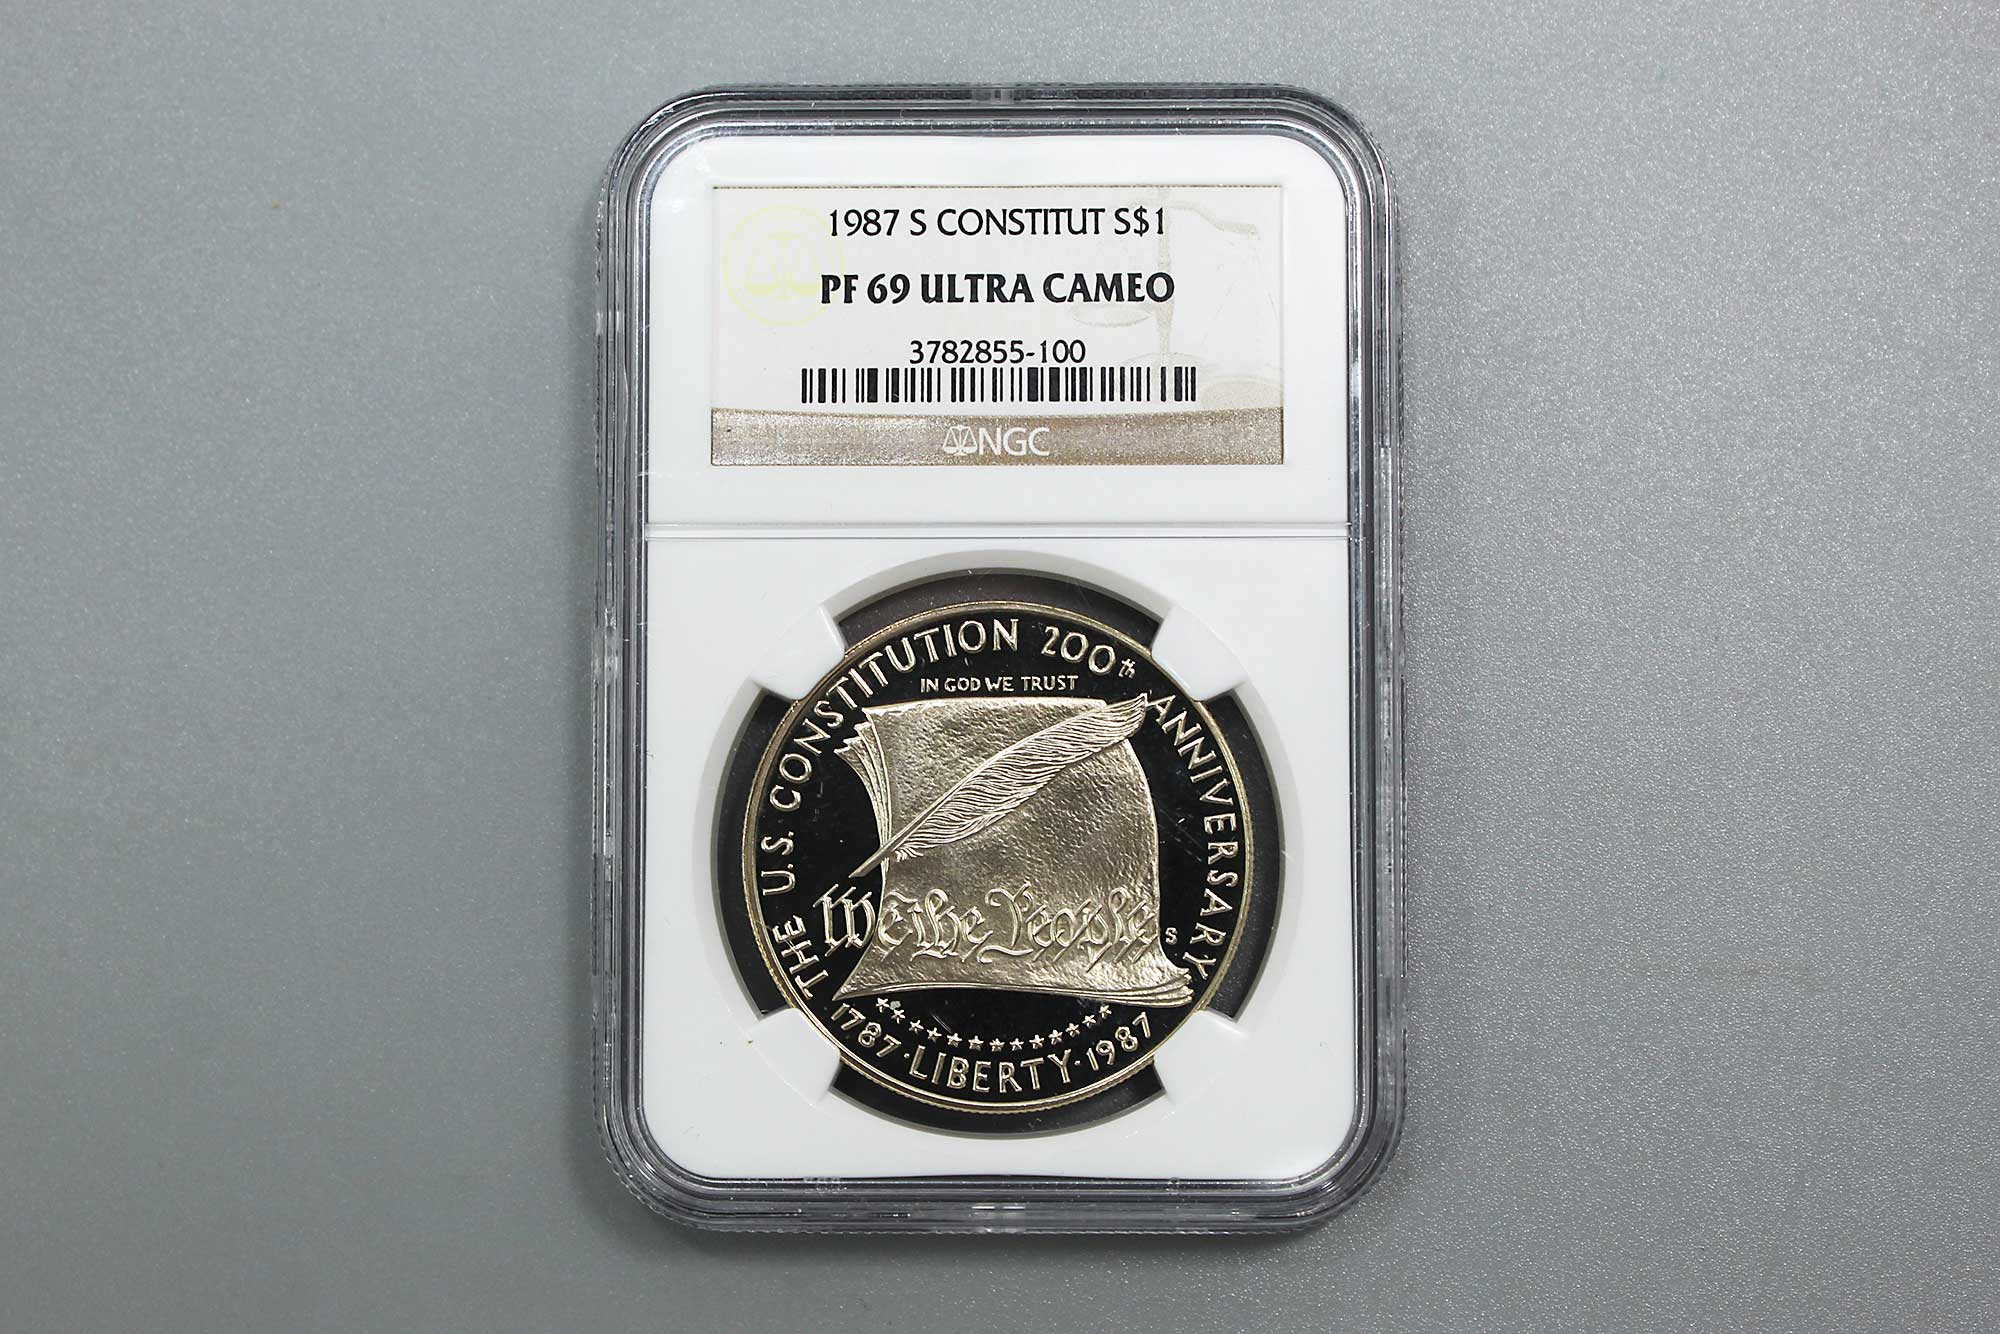 1987 S CONSTITUT S$1
PF 69 ULTRA CAMEO
3782855-100
NGC
THE U.S. CONSTITUTION 200th ANNIVERSARY
IN GOD WE TRUST
We the People
S
1787 · LIBERTY · 1987